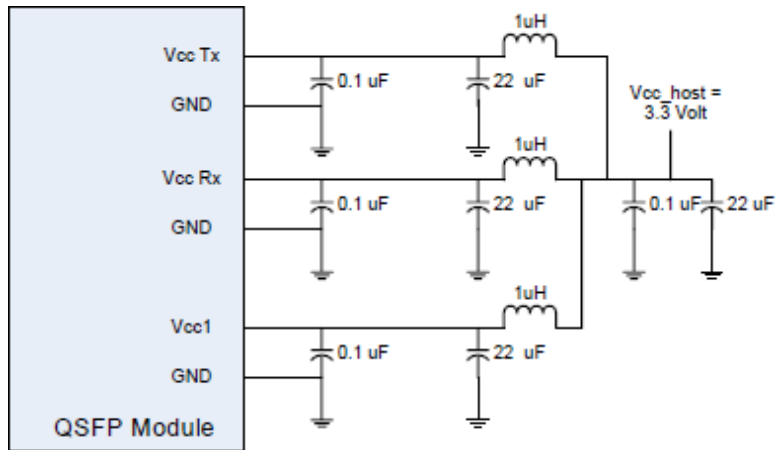 1uH
Vcc Tx
0.1 uF
22 uF
GND
Vcc_host =
3.3 Volt
1uH
Vcc Rx
0.1 uF
22 uF
0.1 uF
22 uF
GND
1uH
Vcc1
0.1 uF
22 uF
GND
QSFP Module